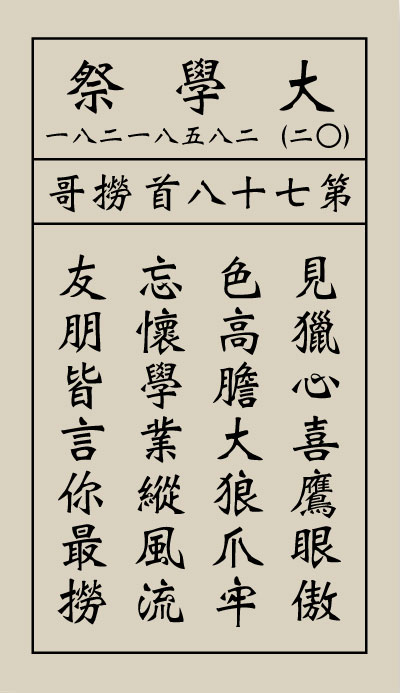 大學祭
(〇二)二八五八一二八一
第七十八首撈哥
見獵心喜鷹眼傲
色高膽大狼爪牢
忘懷學業縱風流
友朋皆言你最撈